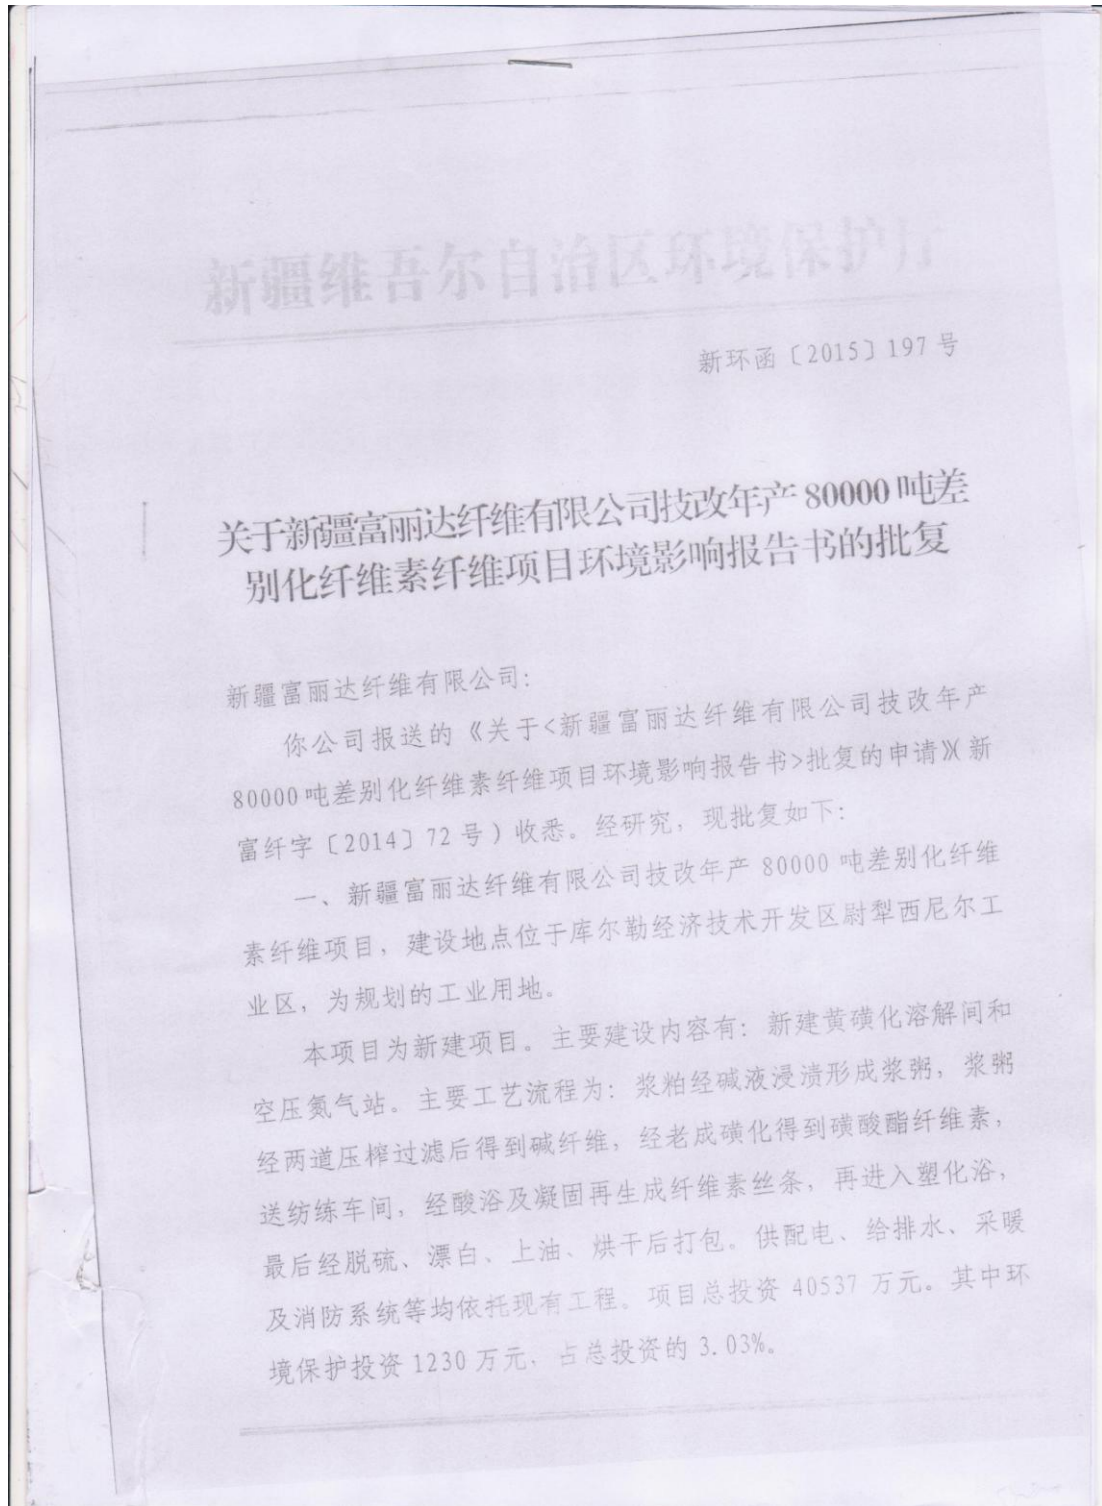 新疆维吾尔自治区环境保护厅
新环函〔2015〕197号
关于新疆富丽达纤维有限公司技改年产80000吨差
别化纤维素纤维项目环境影响报告书的批复
新疆富丽达纤维有限公司：
你公司报送的《关于<新疆富丽达纤维有限公司技改年产
80000吨差别化纤维素纤维项目环境影响报告书>批复的申请》(新
富纤字〔2014〕72号）收悉。经研究，现批复如下：
一、新疆富丽达纤维有限公司技改年产 80000 吨差别化纤维
素纤维项目，建设地点位于库尔勒经济技术开发区尉犁西尼尔工
业区，为规划的工业用地。
本项目为新建项目。主要建设内容有：新建黄磺化溶解间和
空压氮气站。主要工艺流程为：浆粕经碱液浸渍形成浆粥，浆粥
经两道压榨过滤后得到碱纤维，经老成磺化得到磺酸酯纤维素，
送纺练车间，经酸浴及凝固再生成纤维素丝条，再进入塑化浴，
最后经脱硫、漂白、上油、烘干后打包。供配电、给排水、采暖
及消防系统等均依托现有工程。项目总投资 40537 万元。其中环
境保护投资 1230 万元，占总投资的 3.03%。